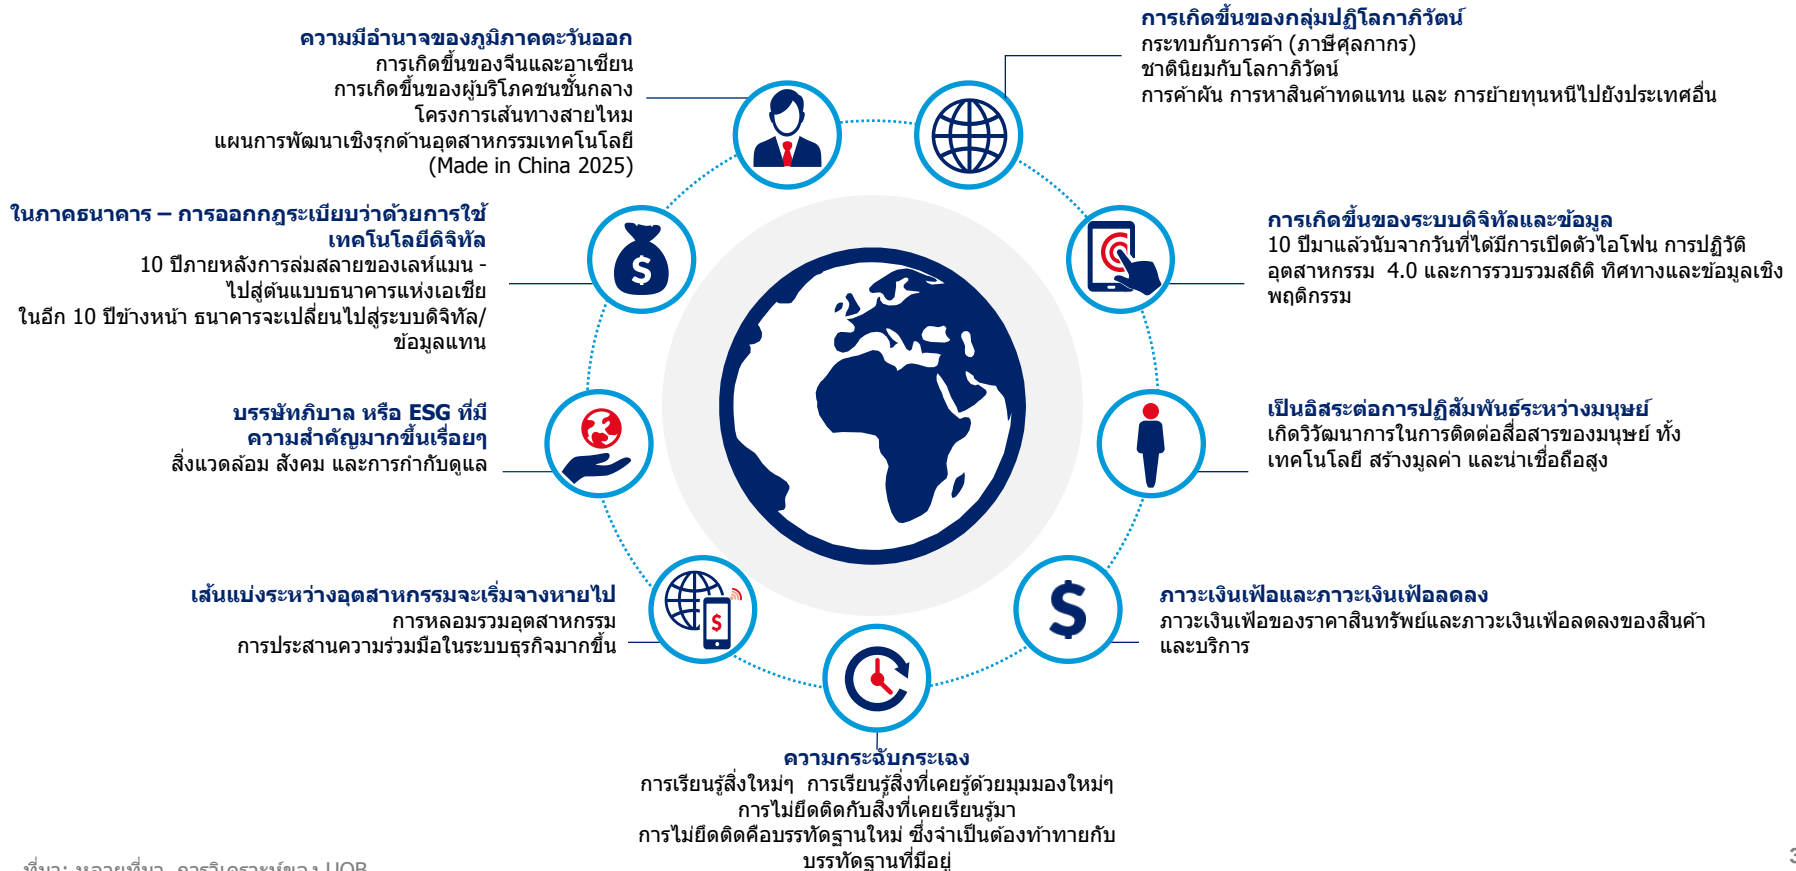 ความมีอำนาจของภูมิภาคตะวันออก
การเกิดขึ้นของจีนและอาเซียน
การเกิดขึ้นของผู้บริโภคชนชั้นกลาง
โครงการเส้นทางสายไหม
แผนการพัฒนาเชิงรุกด้านอุตสาหกรรมเทคโนโลยี
(Made in China 2025)
การเกิดขึ้นของกลุ่มปฏิโลกาภิวัตน์
กระทบกับการค้า (ภาษีศุลกากร)
ชาตินิยมกับโลกาภิวัตน์
การค้าผัน การหาสินค้าทดแทน และ การย้ายทุนหนีไปยังประเทศอื่น
ในภาคธนาคาร – การออกกฎระเบียบว่าด้วยการใช้
เทคโนโลยีดิจิทัล
10 ปีภายหลังการล่มสลายของเลห์แมน -
ไปสู่ต้นแบบธนาคารแห่งเอเชีย
ในอีก 10 ปีข้างหน้า ธนาคารจะเปลี่ยนไปสู่ระบบดิจิทัล/
ข้อมูลแทน
$
การเกิดขึ้นของระบบดิจิทัลและข้อมูล
10 ปีมาแล้วนับจากวันที่ได้มีการเปิดตัวไอโฟน การปฏิวัติ
อุตสาหกรรม 4.0 และการรวบรวมสถิติ ทิศทางและข้อมูลเชิง
พฤติกรรม
บรรษัทภิบาล หรือ ESG ที่มี
ความสำคัญมากขึ้นเรื่อยๆ
สิ่งแวดล้อม สังคม และการกำกับดูแล
เป็นอิสระต่อการปฏิสัมพันธ์ระหว่างมนุษย์
เกิดวิวัฒนาการในการติดต่อสื่อสารของมนุษย์ ทั้ง
เทคโนโลยี สร้างมูลค่า และน่าเชื่อถือสูง
เส้นแบ่งระหว่างอุตสาหกรรมจะเริ่มจางหายไป
การหลอมรวมอุตสาหกรรม
การประสานความร่วมมือในระบบธุรกิจมากขึ้น
$
$
ภาวะเงินเฟ้อและภาวะเงินเฟ้อลดลง
ภาวะเงินเฟ้อของราคาสินทรัพย์และภาวะเงินเฟ้อลดลงของสินค้า
และบริการ
ความกระฉับกระเฉง
การเรียนรู้สิ่งใหม่ๆ การเรียนรู้สิ่งที่เคยรู้ด้วยมุมมองใหม่ๆ
การไม่ยึดติดกับสิ่งที่เคยเรียนรู้มา
การไม่ยึดติดคือบรรทัดฐานใหม่ ซึ่งจำเป็นต้องท้าทายกับ
บรรทัดฐานที่มีอยู่
ที่มา: หลายที่มา, การวิเคราะห์ของ UOB
3